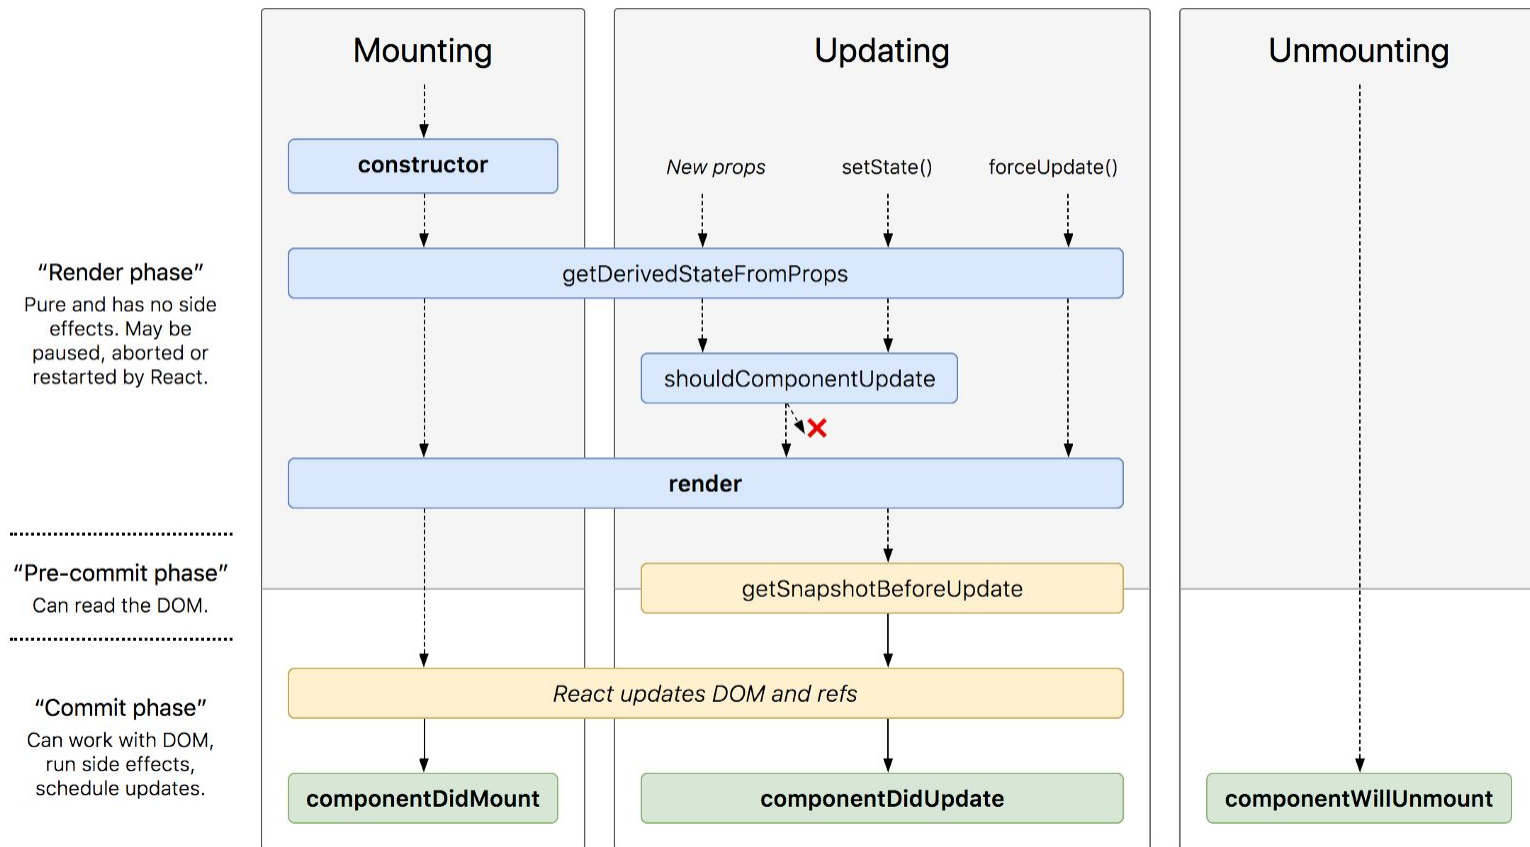 Mounting
Updating
Unmounting
constructor
New props
setState()
forceUpdate()
“Render phase”
Pure and has no side
effects. May be
paused, aborted or
restarted by React.
getDerivedStateFromProps
shouldComponentUpdate
render
“Pre-commit phase”
Can read the DOM.
getSnapshotBeforeUpdate
“Commit phase”
Can work with DOM,
run side effects,
schedule updates.
React updates DOM and refs
componentDidMount
componentDidUpdate
componentWillUnmount